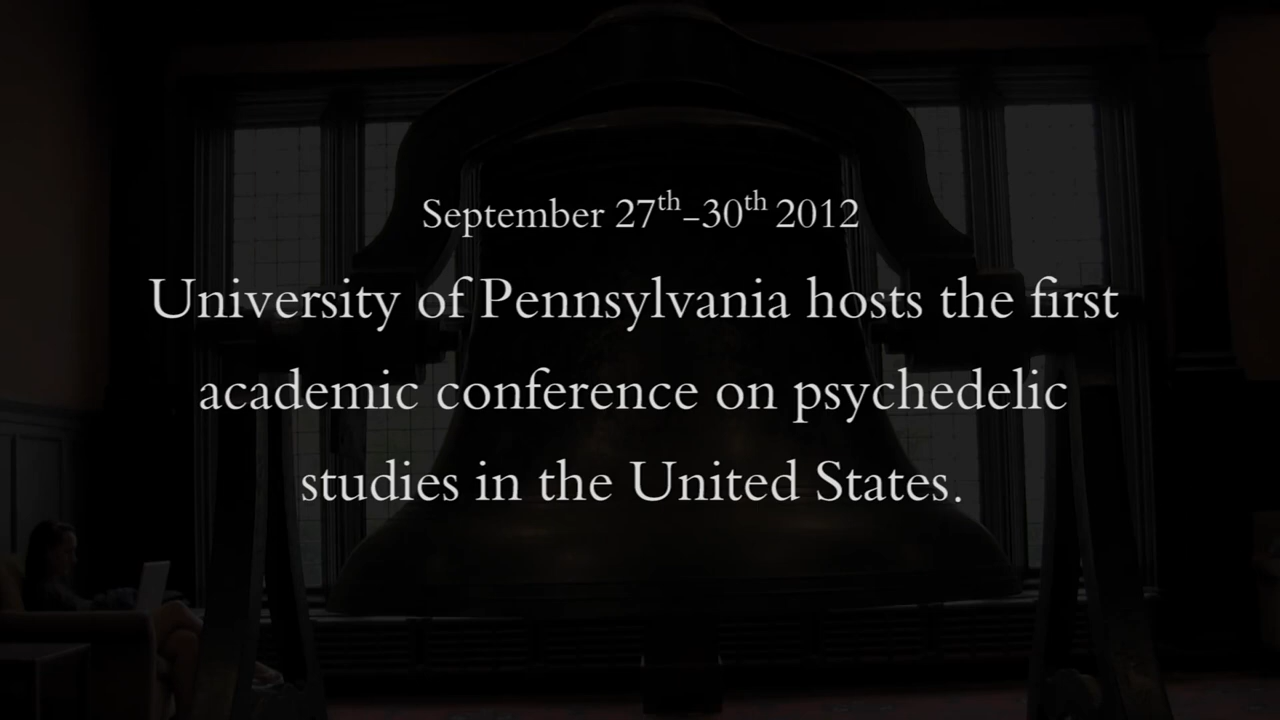 September 27th–30th 2012
University of Pennsylvania hosts the first
academic conference on psychedelic
studies in the United States.